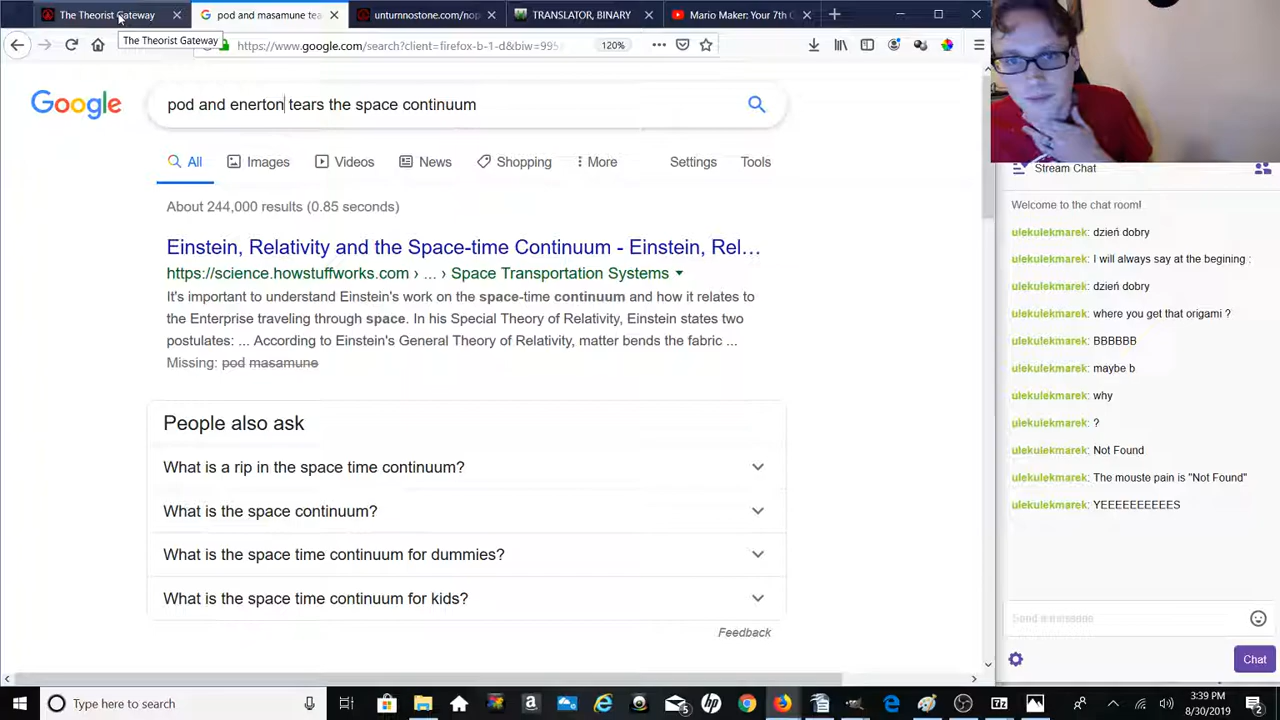 The Theorist Gateway
pod and masamune tea
unturnnostone.com/nop
TRANSLATOR, BINARY
Mario Maker: Your 7th C
The Theorist Gateway
https://www.google.com/search?client=firefox-b-1-d&biw=995
120%
Google
pod and enerton tears the space continuum
All
Images
Videos
News
Shopping
More
Settings
Tools
About 244,000 results (0.85 seconds)
Einstein, Relativity and the Space-time Continuum - Einstein, Rel...
https://science.howstuffworks.com › ... › Space Transportation Systems
It's important to understand Einstein's work on the space-time continuum and how it relates to
the Enterprise traveling through space. In his Special Theory of Relativity, Einstein states two
postulates: ... According to Einstein's General Theory of Relativity, matter bends the fabric ...
Missing: pod masamune
People also ask
What is a rip in the space time continuum?
What is the space continuum?
What is the space time continuum for dummies?
What is the space time continuum for kids?
Feedback
Stream Chat
Welcome to the chat room!
ulekulekmarek: dzień dobry
ulekulekmarek: I will always say at the begining :
ulekulekmarek: dzień dobry
ulekulekmarek: where you get that origami ?
ulekulekmarek: BBBBBB
ulekulekmarek: maybe b
ulekulekmarek: why
ulekulekmarek: ?
ulekulekmarek: Not Found
ulekulekmarek: The mouste pain is "Not Found"
ulekulekmarek: YEEEEEEEEEES
Send a message
Chat
Type here to search
3:39 PM
8/30/2019